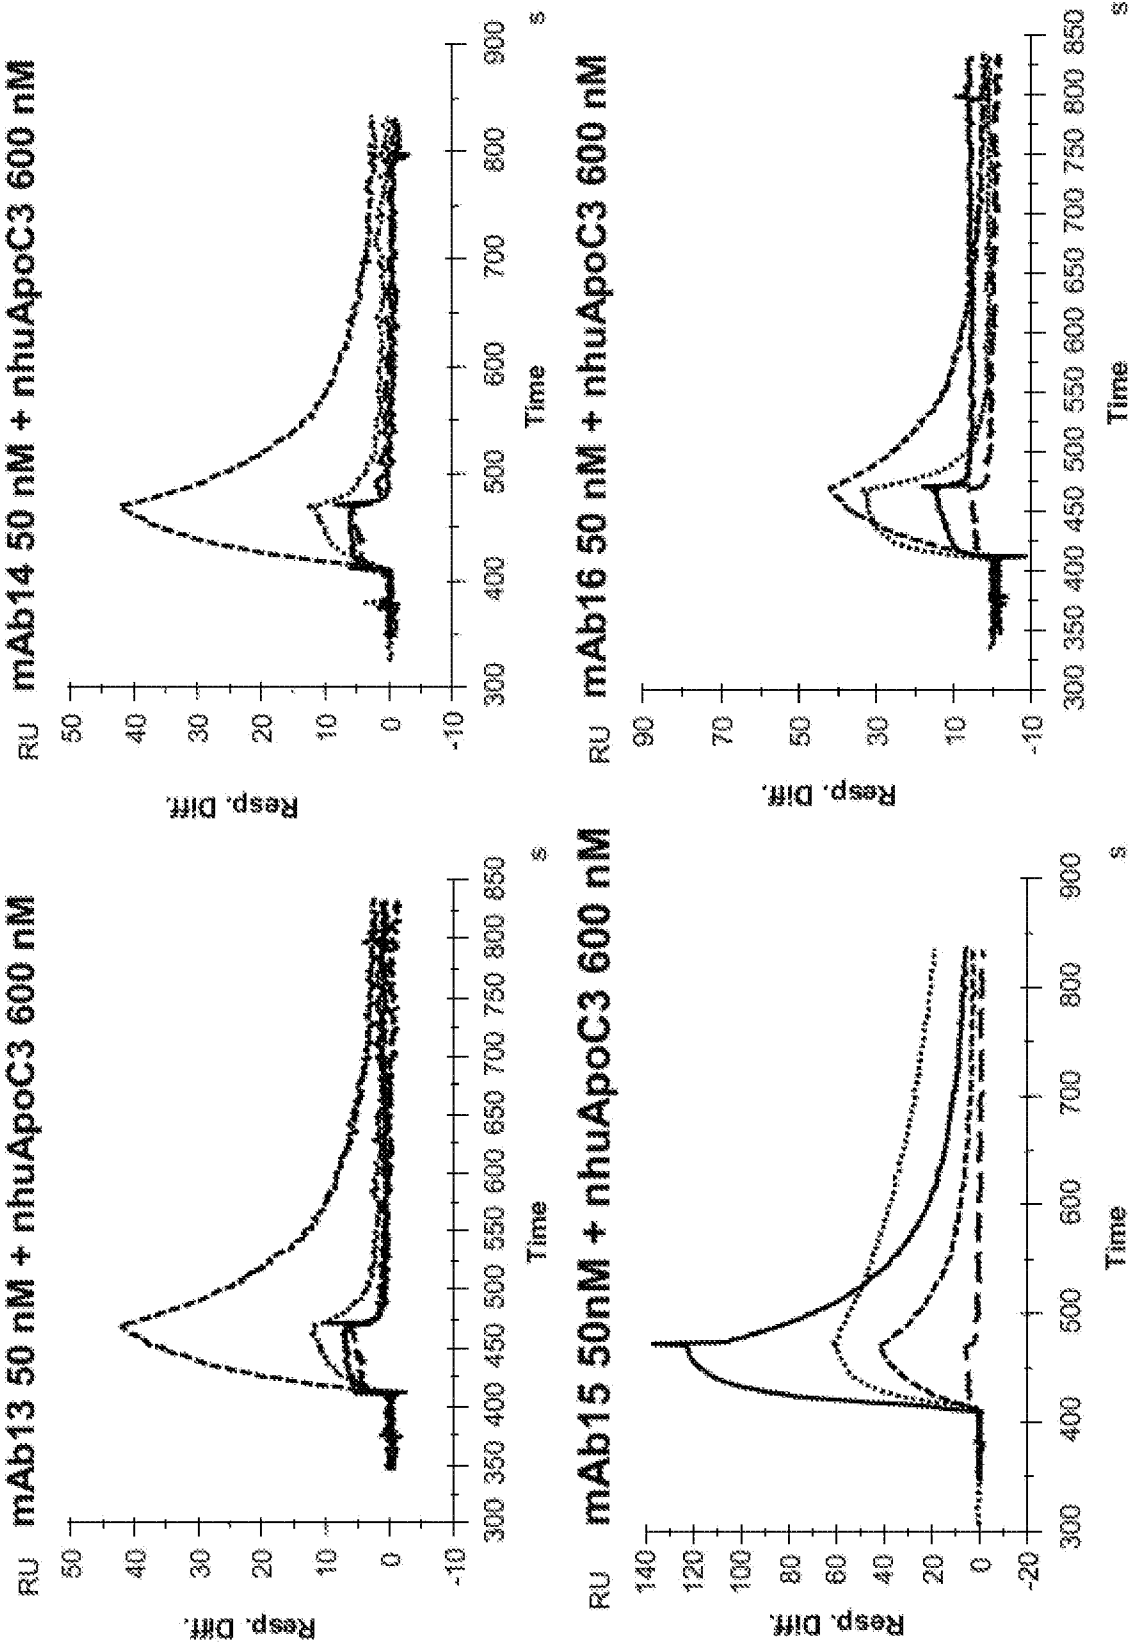 mAb13 50 nM + nhuApoC3 600 nM
RU
50
40
30
20
10
0
-10
Resp. Diff.
300 350 400 450 500 550 600 650 700 750 800 850
Time
s
mAb14 50 nM + nhuApoC3 600 nM
RU
50
40
30
20
10
0
-10
Resp. Diff.
300 400 500 600 700 800 900
Time
s
mAb15 50nM + nhuApoC3 600 nM
RU
140
120
100
80
60
40
20
0
-20
Resp. Diff.
300 400 500 600 700 800 900
Time
s
mAb16 50 nM + nhuApoC3 600 nM
RU
90
70
50
30
10
-10
Resp. Diff.
300 350 400 450 500 550 600 650 700 750 800 850
Time
s